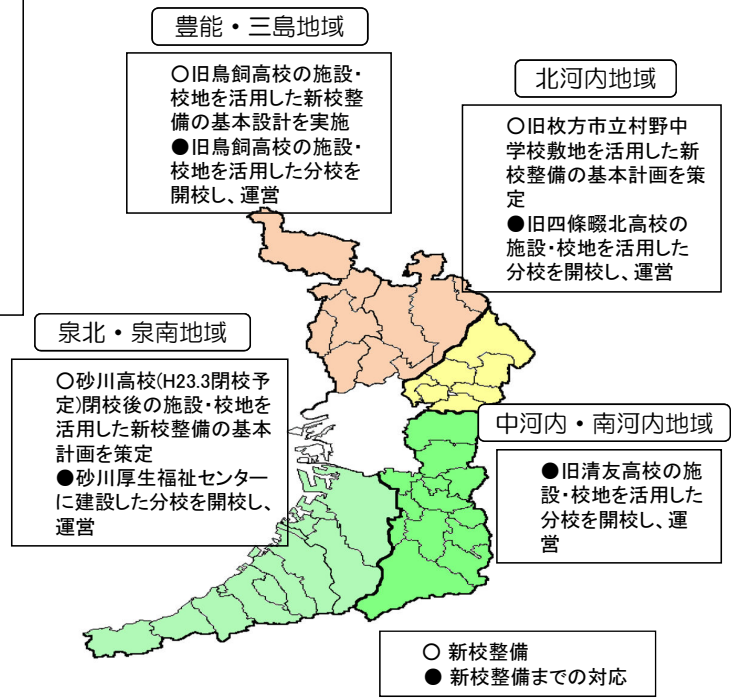 豊能・三島地域
○旧鳥飼高校の施設・
校地を活用した新校整
備の基本設計を実施
●旧鳥飼高校の施設・
校地を活用した分校を
開校し、運営
北河内地域
○旧枚方市立村野中
学校敷地を活用した新
校整備の基本計画を策
定
●旧四條畷北高校の
施設・校地を活用した
分校を開校し、運営
泉北・泉南地域
○砂川高校(H23.3閉校予
定)閉校後の施設・校地を
活用した新校整備の基本
計画を策定
●砂川厚生福祉センター
に建設した分校を開校し、
運営
中河内・南河内地域
●旧清友高校の施
設・校地を活用した
分校を開校し、運
営
○ 新校整備
● 新校整備までの対応